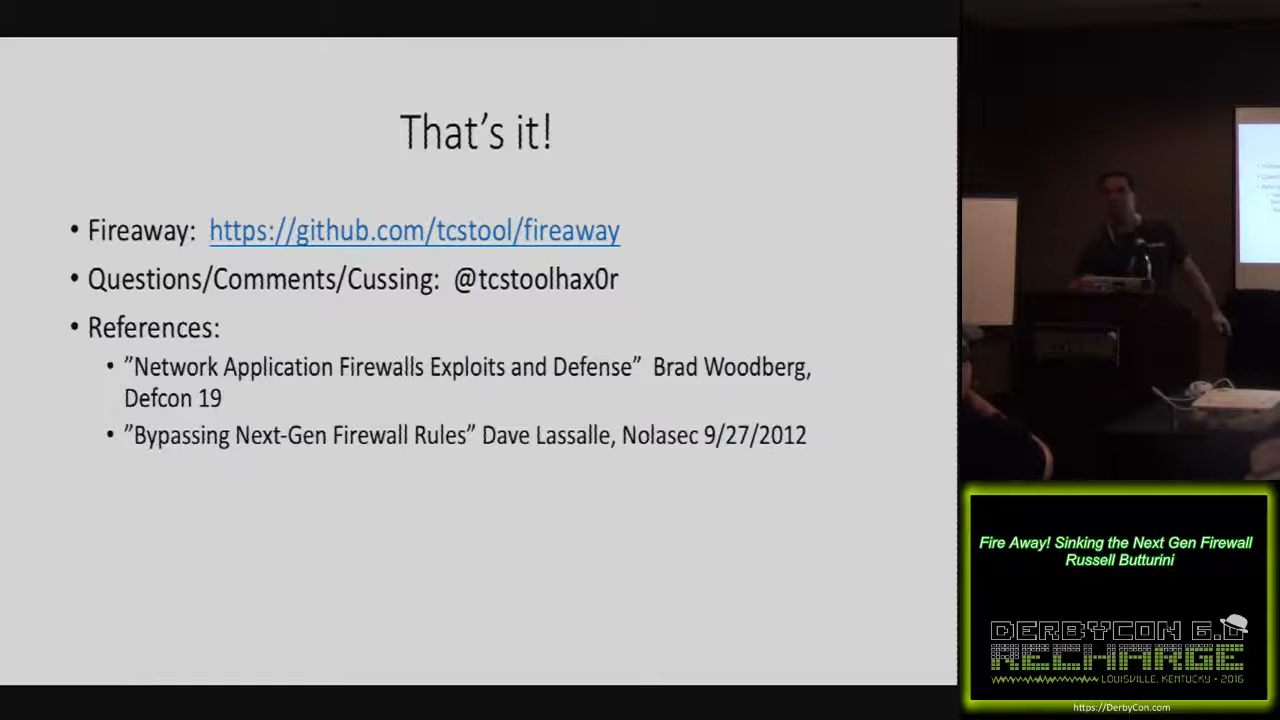 That's it!
• Fireaway: https://github.com/tcstool/fireaway
• Questions/Comments/Cussing: @tcstoolhax0r
• References:
• ”Network Application Firewalls Exploits and Defense” Brad Woodberg,
Defcon 19
• ”Bypassing Next-Gen Firewall Rules” Dave Lassalle, Nolasec 9/27/2012
Fire Away! Sinking the Next Gen Firewall
Russell Butturini
DERBYCON 6.0
RECHARGE
LOUISVILLE, KENTUCKY • 2016
https://DerbyCon.com